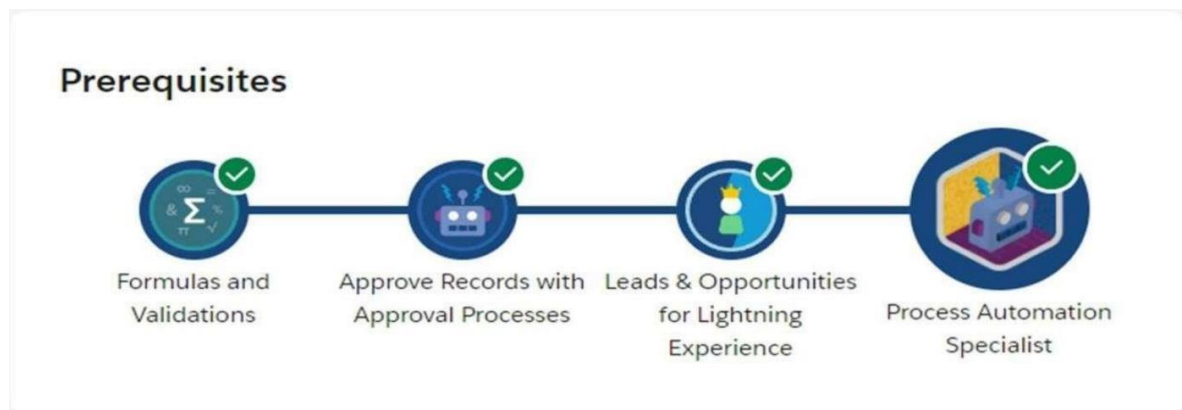 Prerequisites
Formulas and
Validations
Approve Records with
Approval Processes
Leads & Opportunities
for Lightning
Experience
Process Automation
Specialist